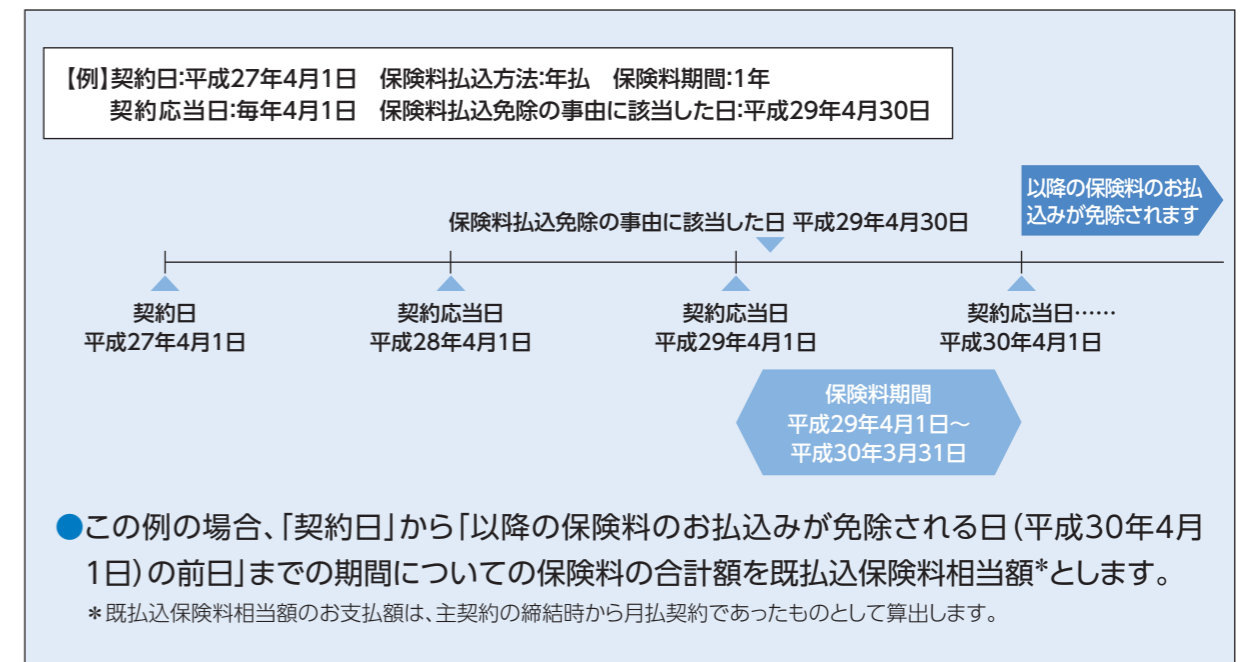 【例】契約日:平成27年4月1日 保険料払込方法:年払 保険料期間:1年
契約応当日:毎年4月1日 保険料払込免除の事由に該当した日:平成29年4月30日
以降の保険料のお払
込みが免除されます
保険料払込免除の事由に該当した日 平成29年4月30日
契約日
平成27年4月1日
契約応当日
平成28年4月1日
契約応当日
平成29年4月1日
契約応当日……
平成30年4月1日
保険料期間
平成29年4月1日～
平成30年3月31日
●この例の場合、「契約日」から「以降の保険料のお払込みが免除される日(平成30年4月
1日)の前日」までの期間についての保険料の合計額を既払込保険料相当額*とします。
*既払込保険料相当額のお支払額は、主契約の締結時から月払契約であったものとして算出します。